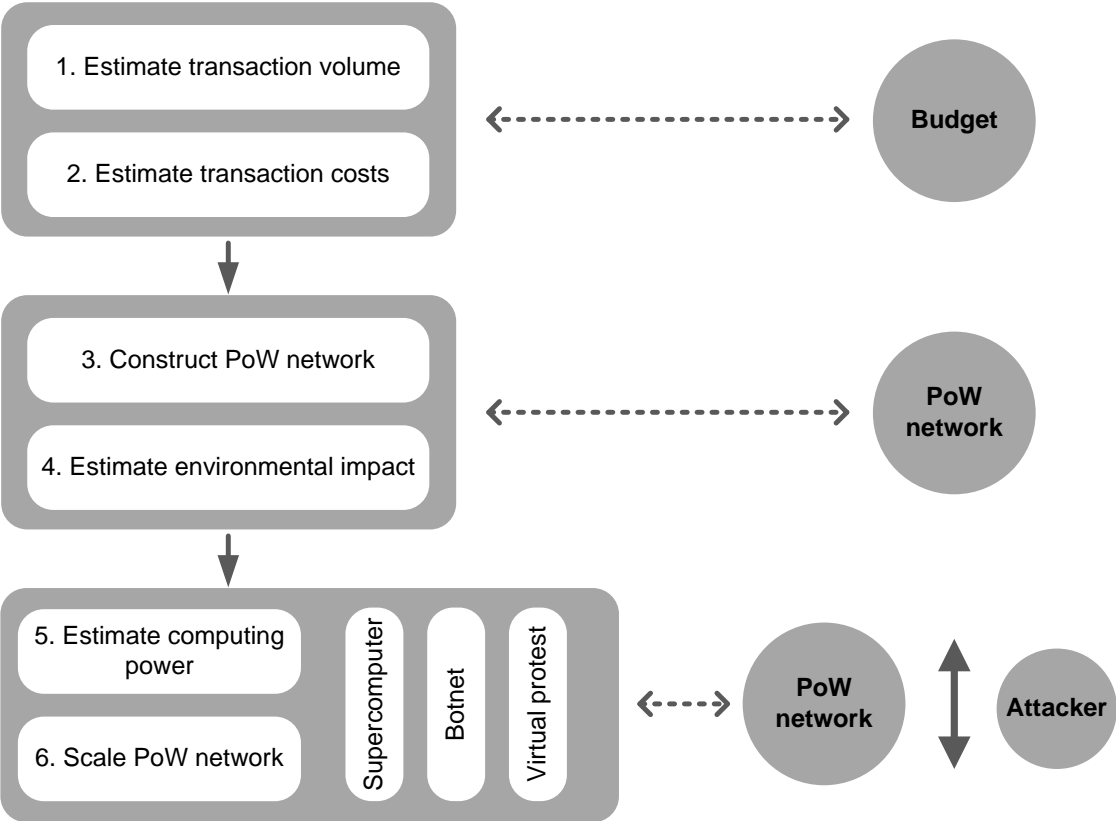 1. Estimate transaction volume
2. Estimate transaction costs
Budget
3. Construct PoW network
4. Estimate environmental impact
PoW
network
5. Estimate computing
power
6. Scale PoW network
Supercomputer
Botnet
Virtual protest
PoW
network
Attacker